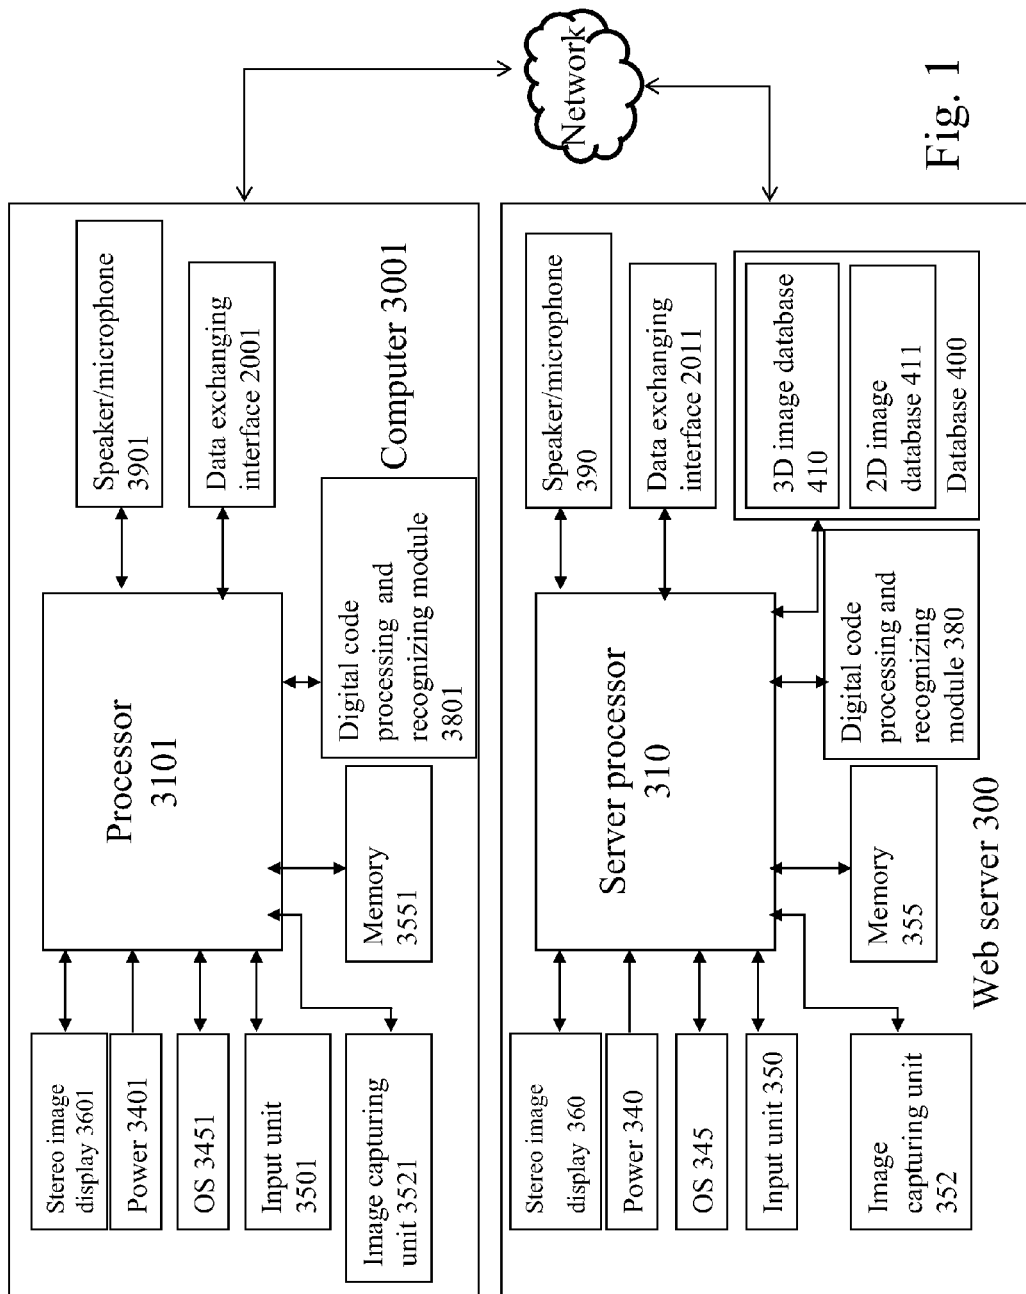 Stereo image
display 3601
Power 3401
OS 3451
Input unit
3501
Image capturing
unit 3521
Processor
3101
Memory
3551
Digital code
processing and
recognizing module
3801
Speaker/microphone
3901
Data exchanging
interface 2001
Computer 3001
Network
Stereo image
display 360
Power 340
OS 345
Input unit 350
Image
capturing unit
352
Server processor
310
Memory
355
Digital code
processing and
recognizing
module 380
Speaker/microphone
390
Data exchanging
interface 2011
3D image database
410
2D image
database 411
Database 400
Web server 300
Fig. 1